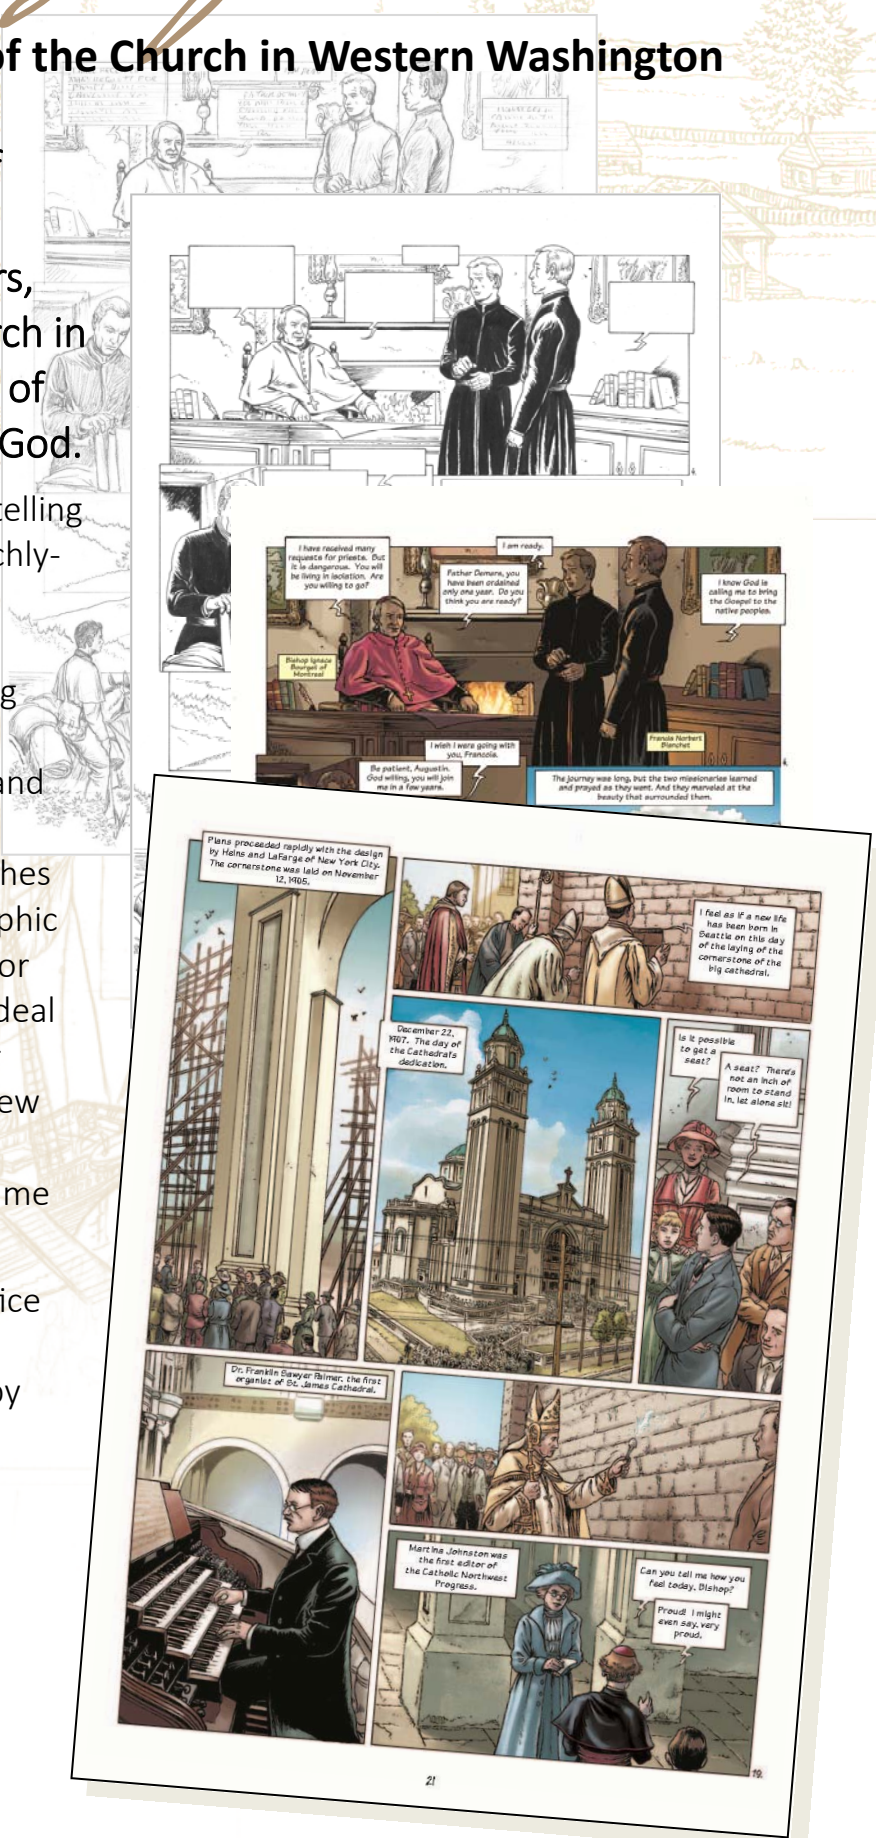 of the Church in Western Washington
f
rs,
rch in
of
God.
telling
chly-
ng
and
hes
phic
or
deal
ew
me
ice
by
I have received many
requests for priests. But
it is dangerous. You will
be living in isolation. Are
you willing to go?
I am ready.
Father Demers, you
have been ordained
only one year. Do you
think you are ready?
I know God is
calling me to bring
the Gospel to the
native peoples.
Bishop Ignace
Bourget of
Montreal
Francis Norbert
Blanchet
I wish I were going with
you, Francois.
Be patient, Augustin.
God willing, you will join
me in a few years.
The journey was long, but the two missionaries learned
and prayed as they went. And they marveled at the
beauty that surrounded them.
Plans proceeded rapidly with the design
by Heins and LaFarge of New York City.
The cornerstone was laid on November
12, 1905.
I feel as if a new life
has been born in
Seattle on this day
of the laying of the
cornerstone of the
big cathedral.
December 22,
1907. The day of
the Cathedral's
dedication.
Is it possible
to get a
seat?
A seat? There's
not an inch of
room to stand
in, let alone sit!
Dr. Franklin Sawyer Palmer, the first
organist of St. James Cathedral.
Martina Johnston was
the first editor of
the Catholic Northwest
Progress.
Can you tell me how you
feel today, Bishop?
Proud! I might
even say, very
proud.
19.
21